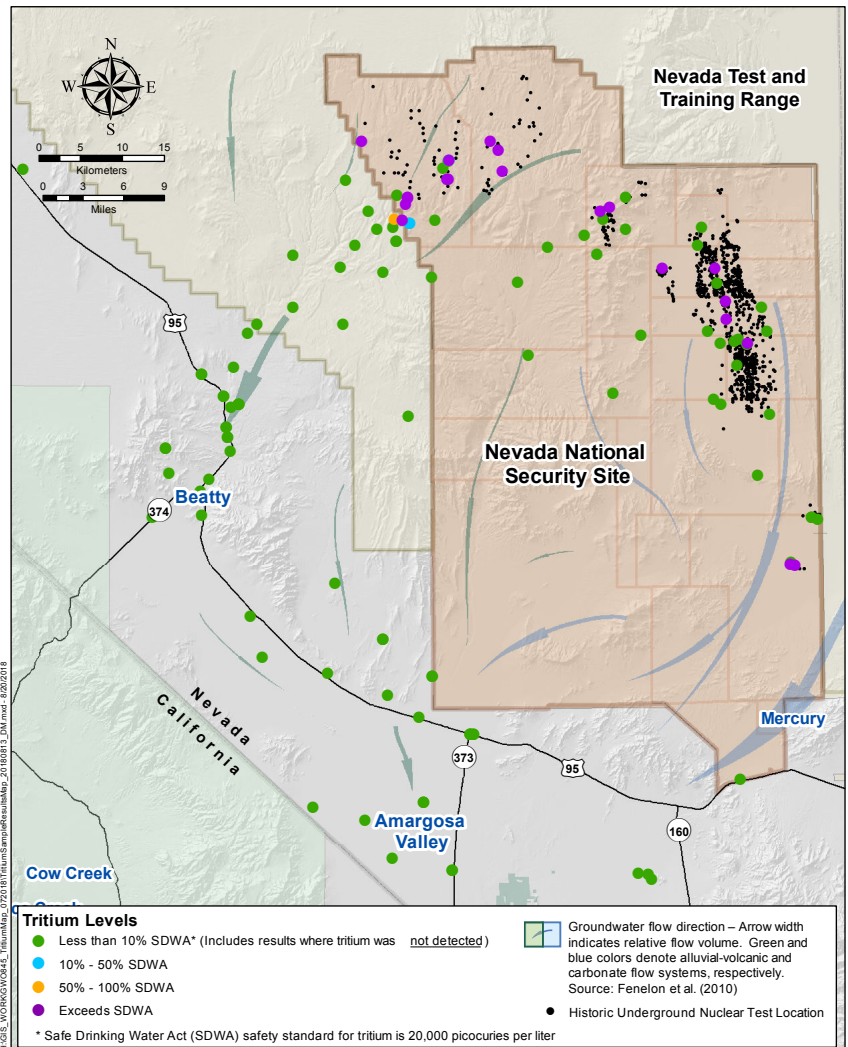 N
W E
S
0 5 10 15
Kilometers
0 3 6 9
Miles
Nevada Test and
Training Range
95
Nevada National
Security Site
Beatty
374
Nevada
California
Mercury
373
95
160
Amargosa
Valley
Cow Creek
Tritium Levels
Less than 10% SDWA* (Includes results where tritium was not detected)
10% - 50% SDWA
50% - 100% SDWA
Exceeds SDWA
* Safe Drinking Water Act (SDWA) safety standard for tritium is 20,000 picocuries per liter
Groundwater flow direction – Arrow width
indicates relative flow volume. Green and
blue colors denote alluvial-volcanic and
carbonate flow systems, respectively.
Source: Fenelon et al. (2010)
Historic Underground Nuclear Test Location